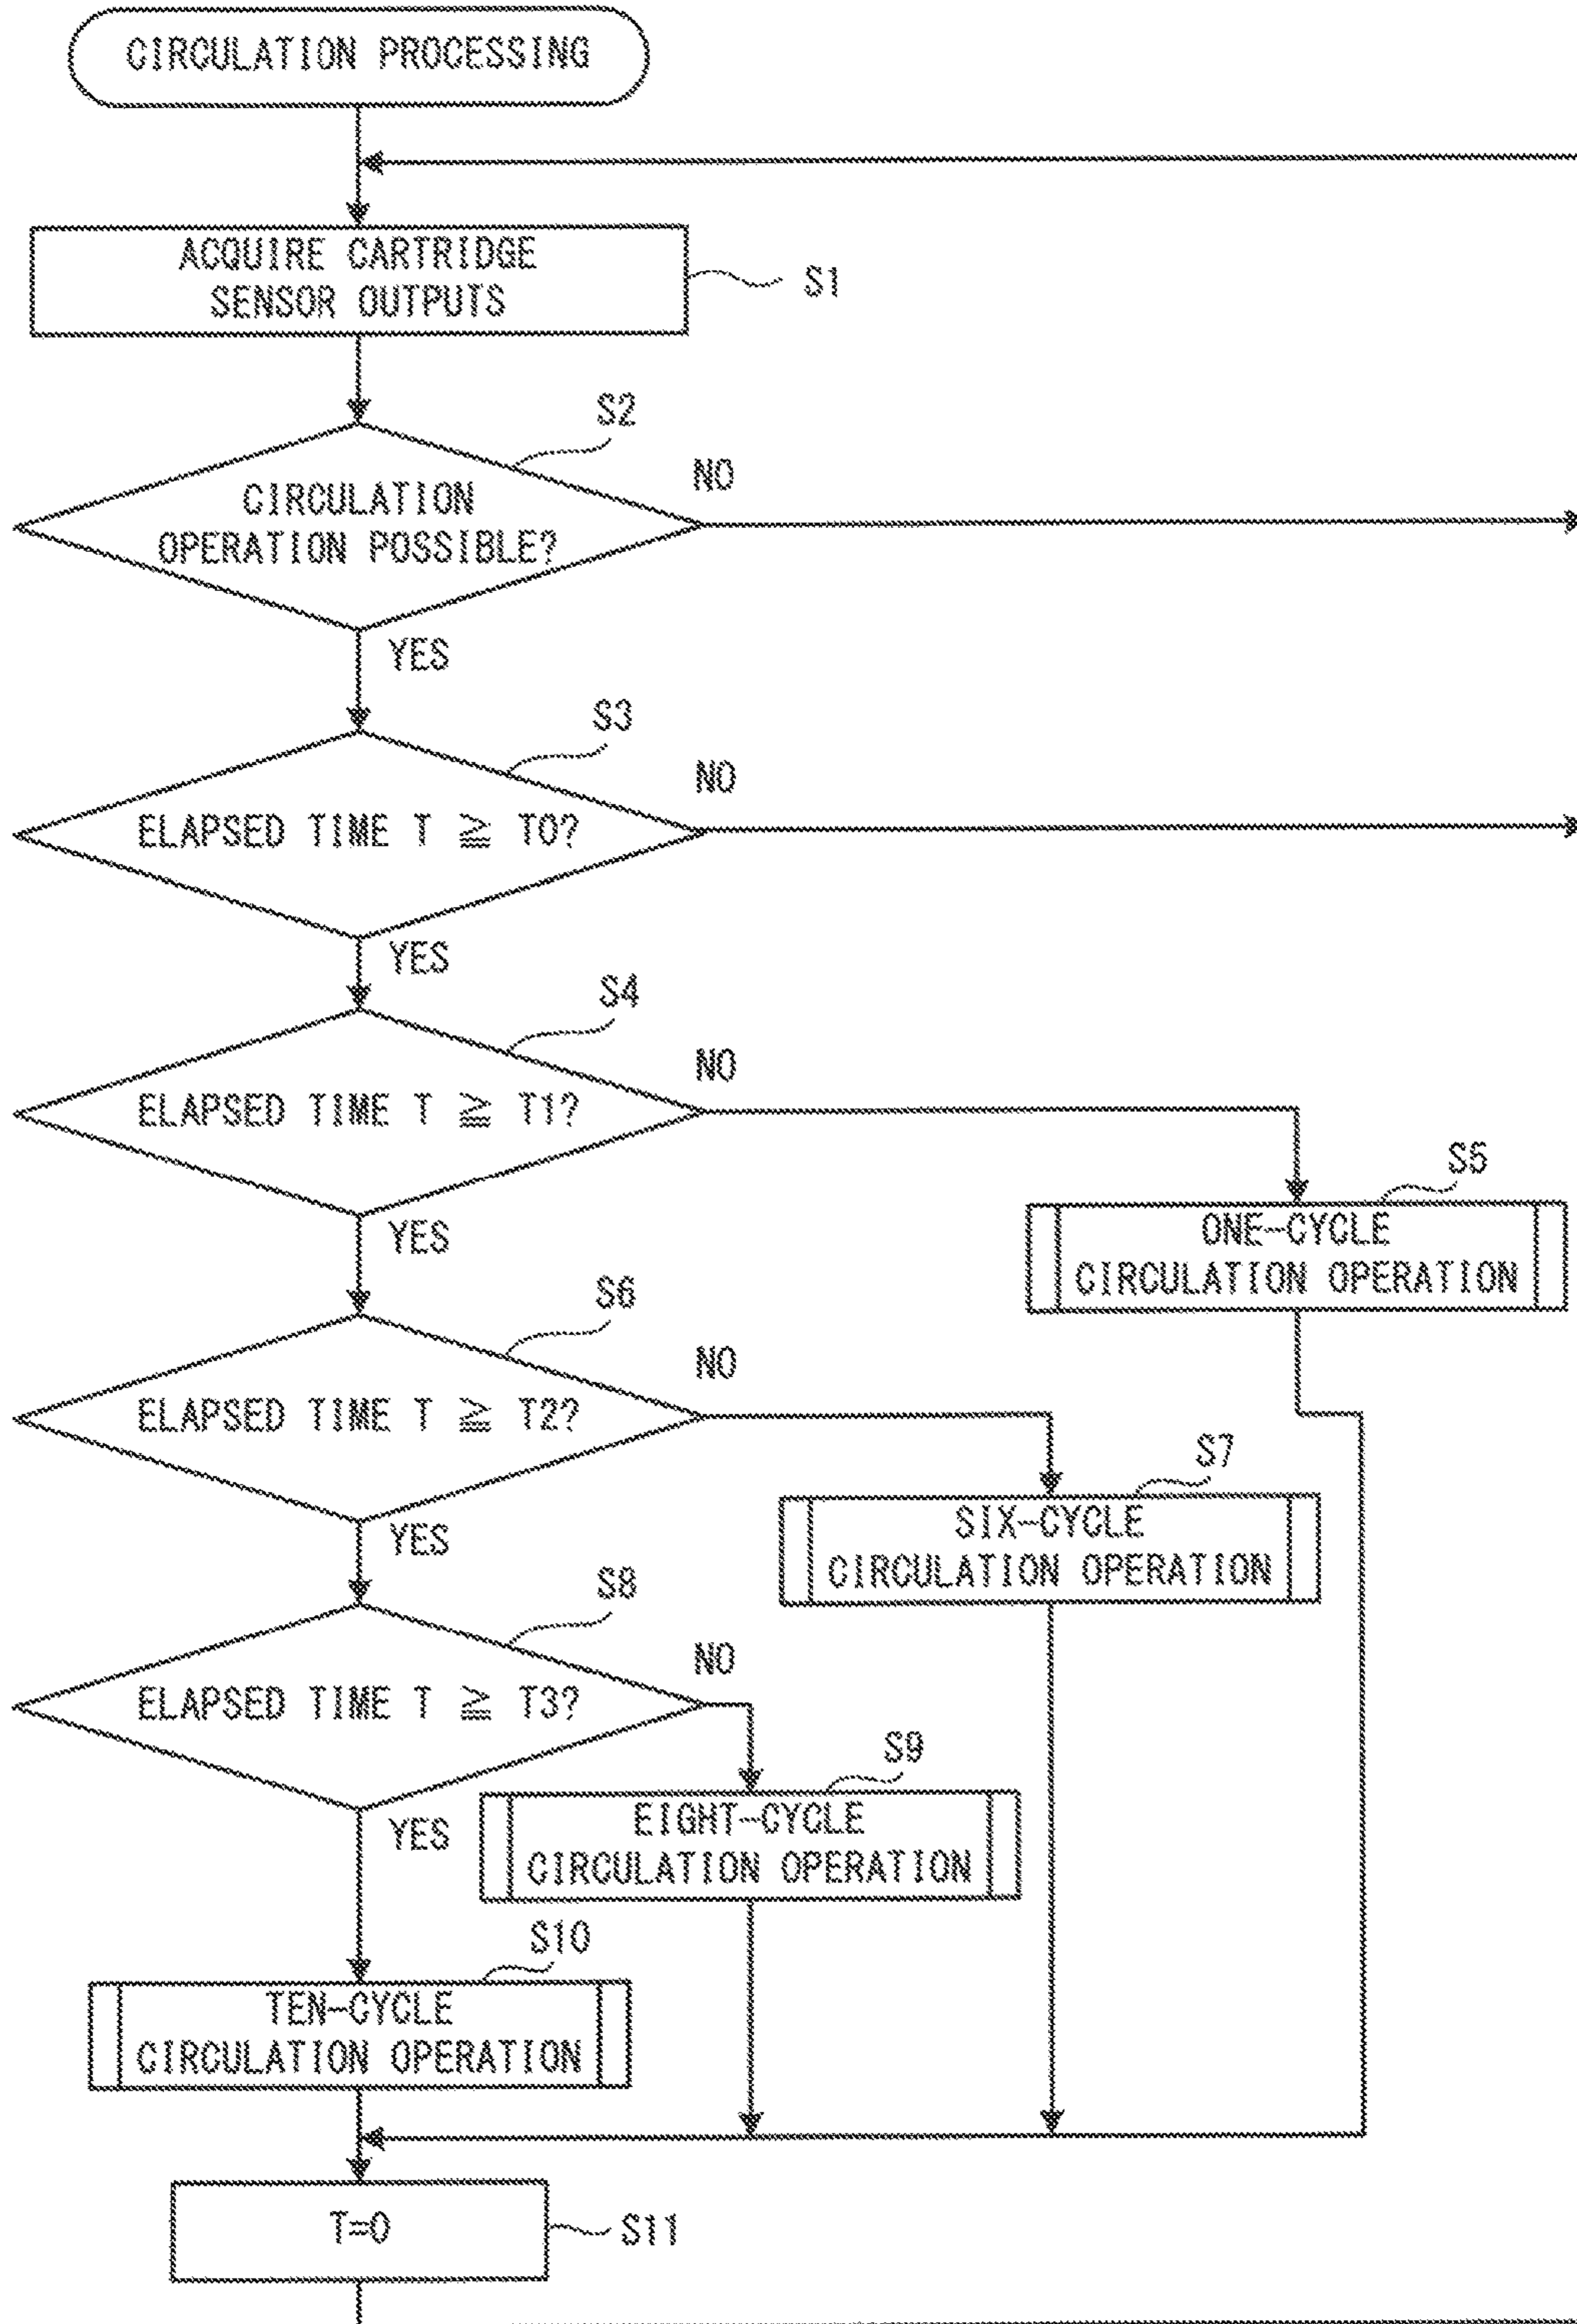 CIRCULATION PROCESSING
ACQUIRE CARTRIDGE
SENSOR OUTPUTS
S1
S2
CIRCULATION
OPERATION POSSIBLE?
NO
YES
S3
ELAPSED TIME T ≧ T0?
NO
YES
S4
ELAPSED TIME T ≧ T1?
NO
YES
S5
ONE-CYCLE
CIRCULATION OPERATION
S6
ELAPSED TIME T ≧ T2?
NO
YES
S7
SIX-CYCLE
CIRCULATION OPERATION
S8
ELAPSED TIME T ≧ T3?
NO
YES
S9
EIGHT-CYCLE
CIRCULATION OPERATION
S10
TEN-CYCLE
CIRCULATION OPERATION
T=0
S11